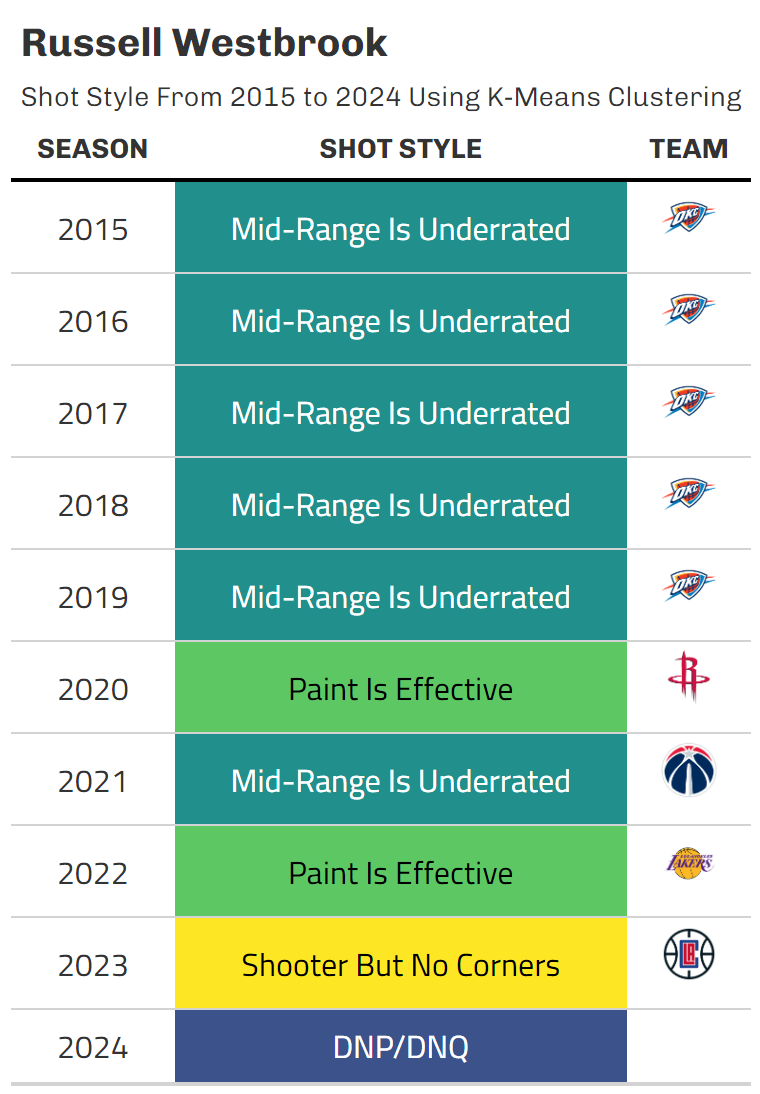 Russell Westbrook
Shot Style From 2015 to 2024 Using K-Means Clustering
SEASON SHOT STYLE TEAM
2015 Mid-Range Is Underrated OKC
2016 Mid-Range Is Underrated OKC
2017 Mid-Range Is Underrated OKC
2018 Mid-Range Is Underrated OKC
2019 Mid-Range Is Underrated OKC
2020 Paint Is Effective R
2021 Mid-Range Is Underrated
2022 Paint Is Effective LOS ANGELES LAKERS
2023 Shooter But No Corners LAC
2024 DNP/DNQ